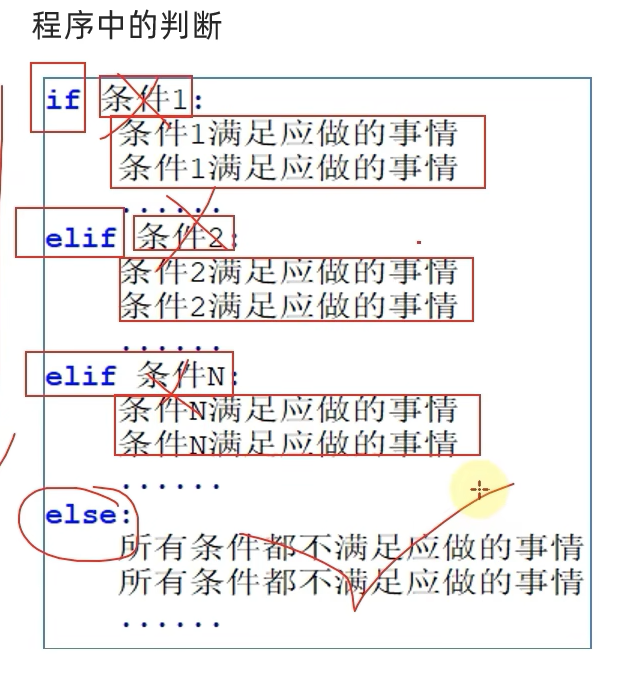 程序中的判断
if 条件1:
条件1满足应做的事情
条件1满足应做的事情
······
elif 条件2:
条件2满足应做的事情
条件2满足应做的事情
······
elif 条件N:
条件N满足应做的事情
条件N满足应做的事情
······
else:
所有条件都不满足应做的事情
所有条件都不满足应做的事情
······